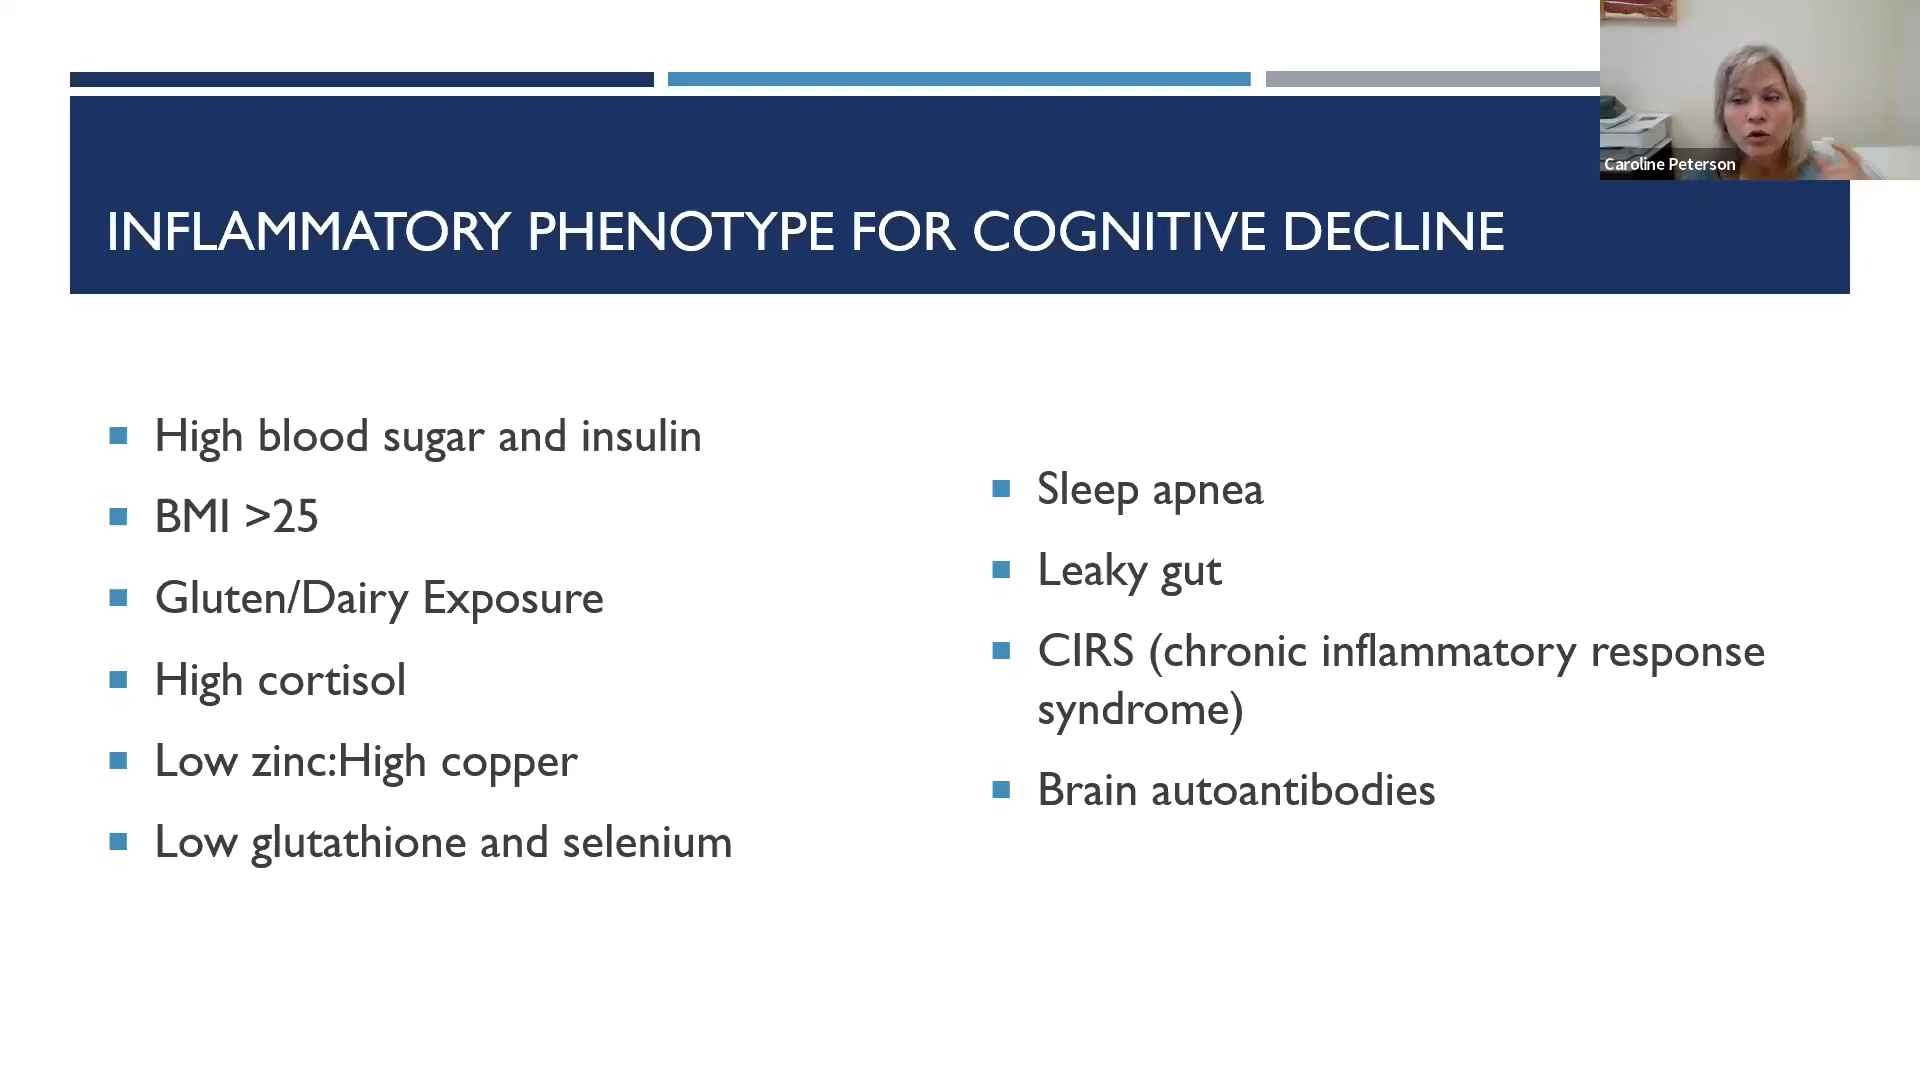 Caroline Peterson
INFLAMMATORY PHENOTYPE FOR COGNITIVE DECLINE
High blood sugar and insulin
BMI >25
Gluten/Dairy Exposure
High cortisol
Low zinc:High copper
Low glutathione and selenium
Sleep apnea
Leaky gut
CIRS (chronic inflammatory response
syndrome)
Brain autoantibodies